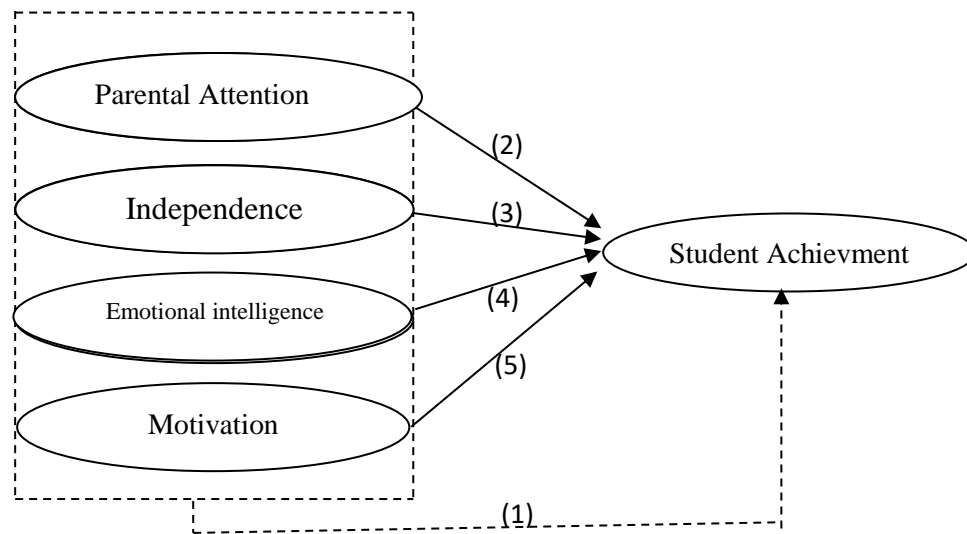 Parental Attention
(2)
Independence
(3)
Student Achievment
Emotional intelligence
(4)
(5)
Motivation
(1)